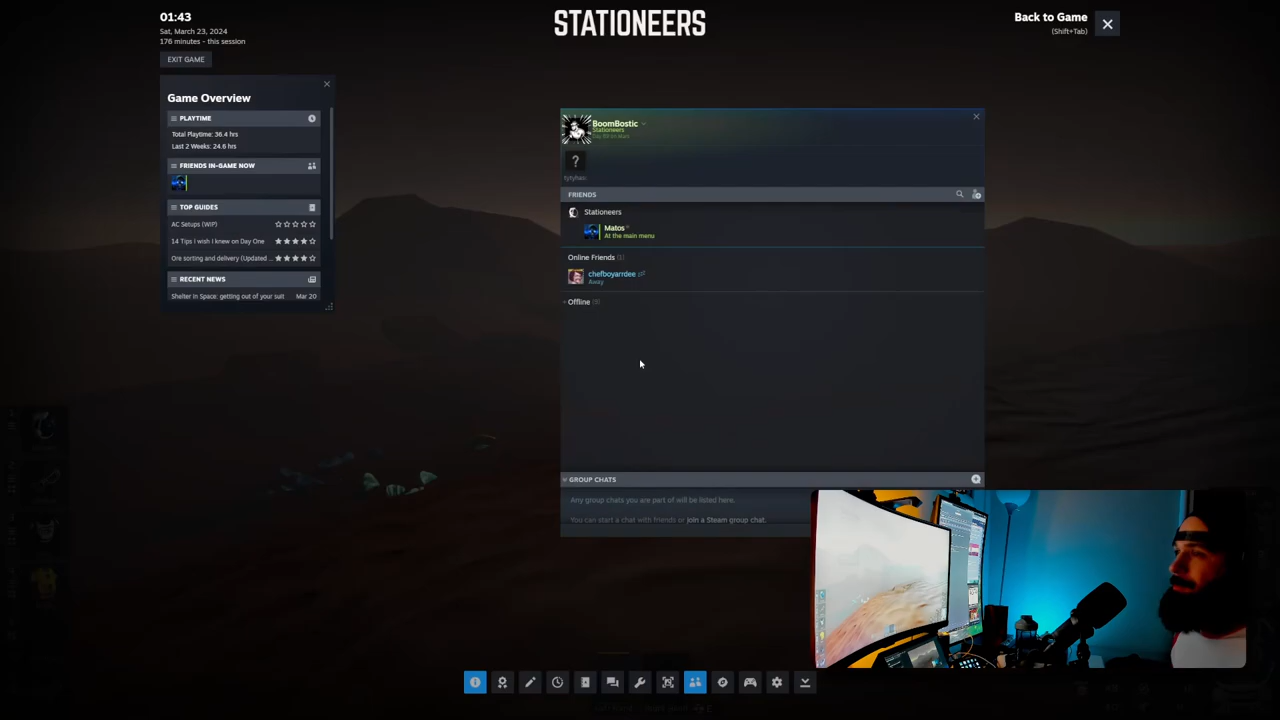 01:43
Sat, March 23, 2024
176 minutes - this session
EXIT GAME
STATIONEERS
Back to Game
(Shift+Tab)
Game Overview
PLAYTIME
Total Playtime: 36.4 hrs
Last 2 Weeks: 24.6 hrs
FRIENDS IN-GAME NOW
TOP GUIDES
AC Setups (WIP)
14 Tips I wish I knew on Day One
Ore sorting and delivery (Updated ...
RECENT NEWS
Shelter in Space: getting out of your suit Mar 20
BoomBostic
Stationeers
?
FRIENDS
Stationeers
Matos
At the main menu
Online Friends (1)
chefboyarrdee
Away
Offline
GROUP CHATS
Any group chats you are part of will be listed here.
You can start a chat with friends or join a Steam group chat.